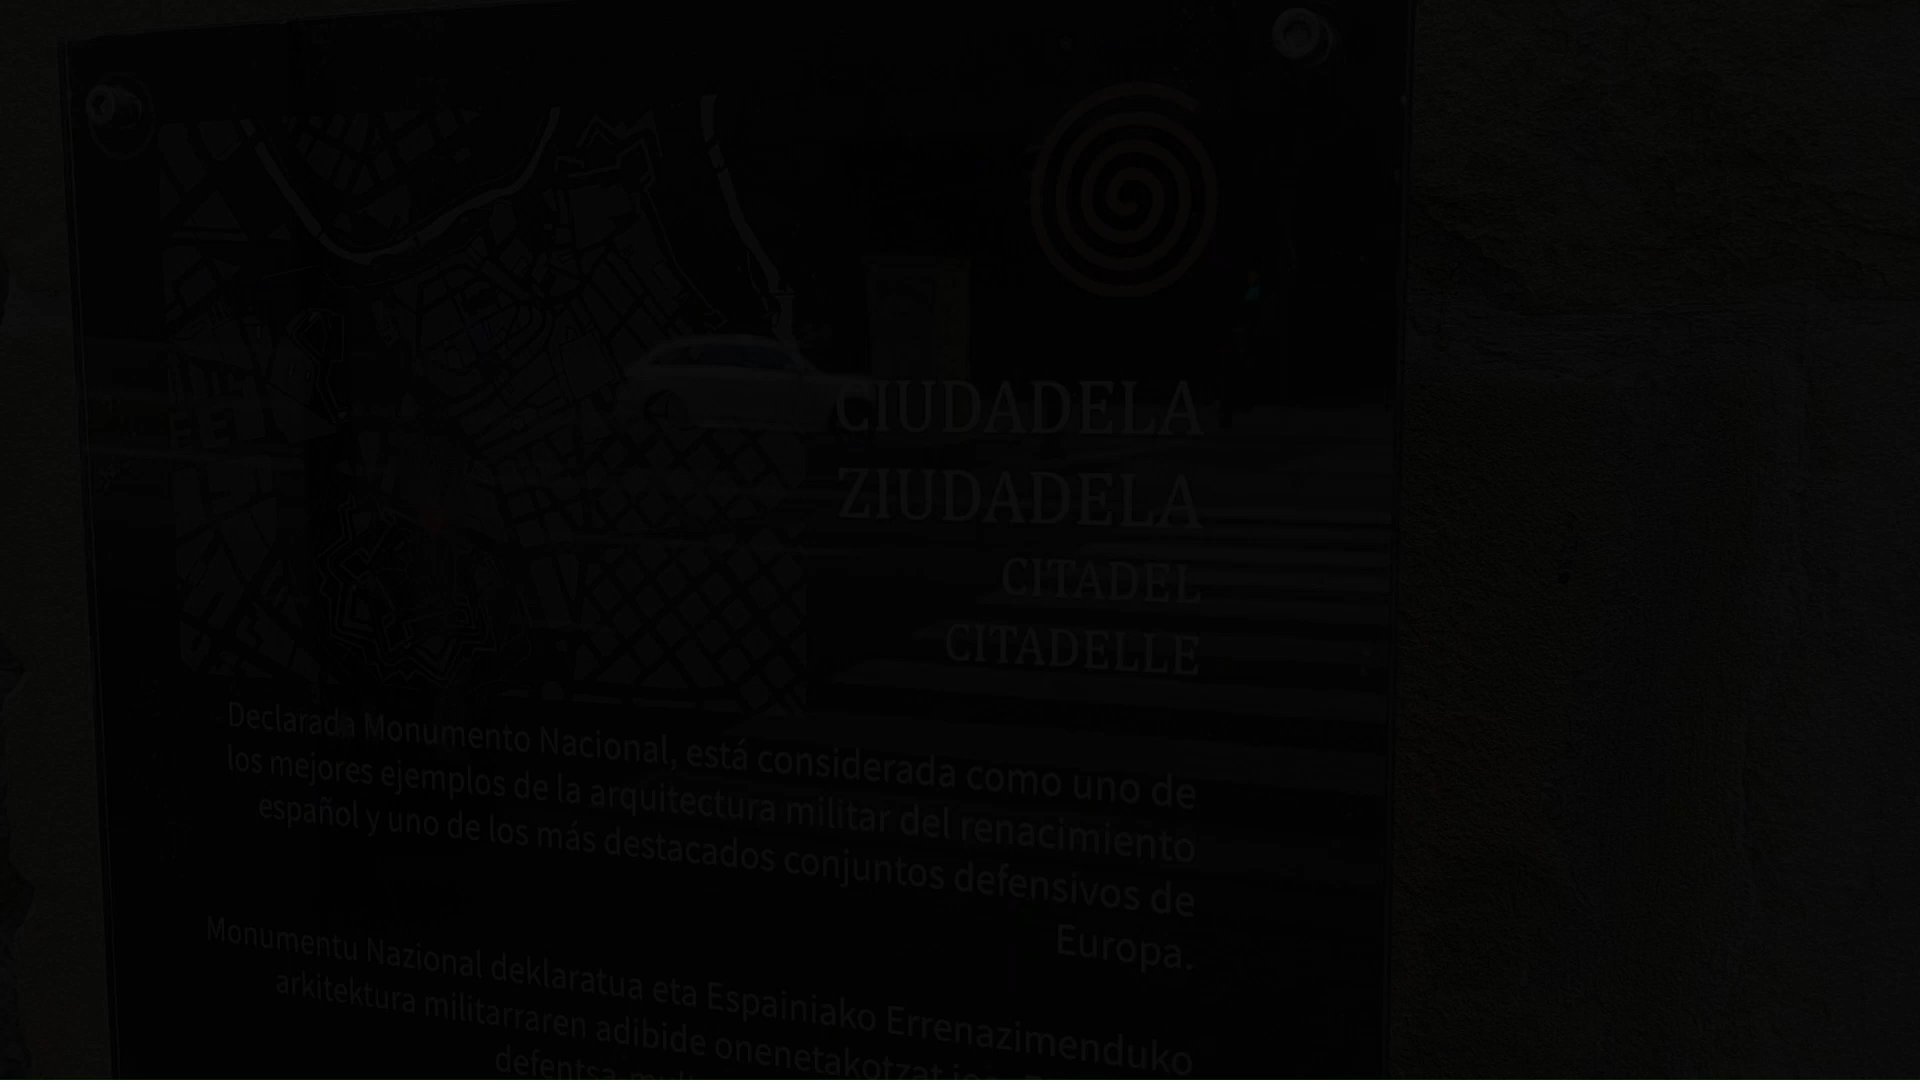 CIUDADELA
ZIUDADELA
CITADEL
CITADELLE
Declarada Monumento Nacional, está considerada como uno de
los mejores ejemplos de la arquitectura militar del renacimiento
español y uno de los más destacados conjuntos defensivos de
Europa.
Monumentu Nazional deklaratua eta Espainiako Errenazimenduko
arkitektura militarraren adibide onenetakotzat
defentsa